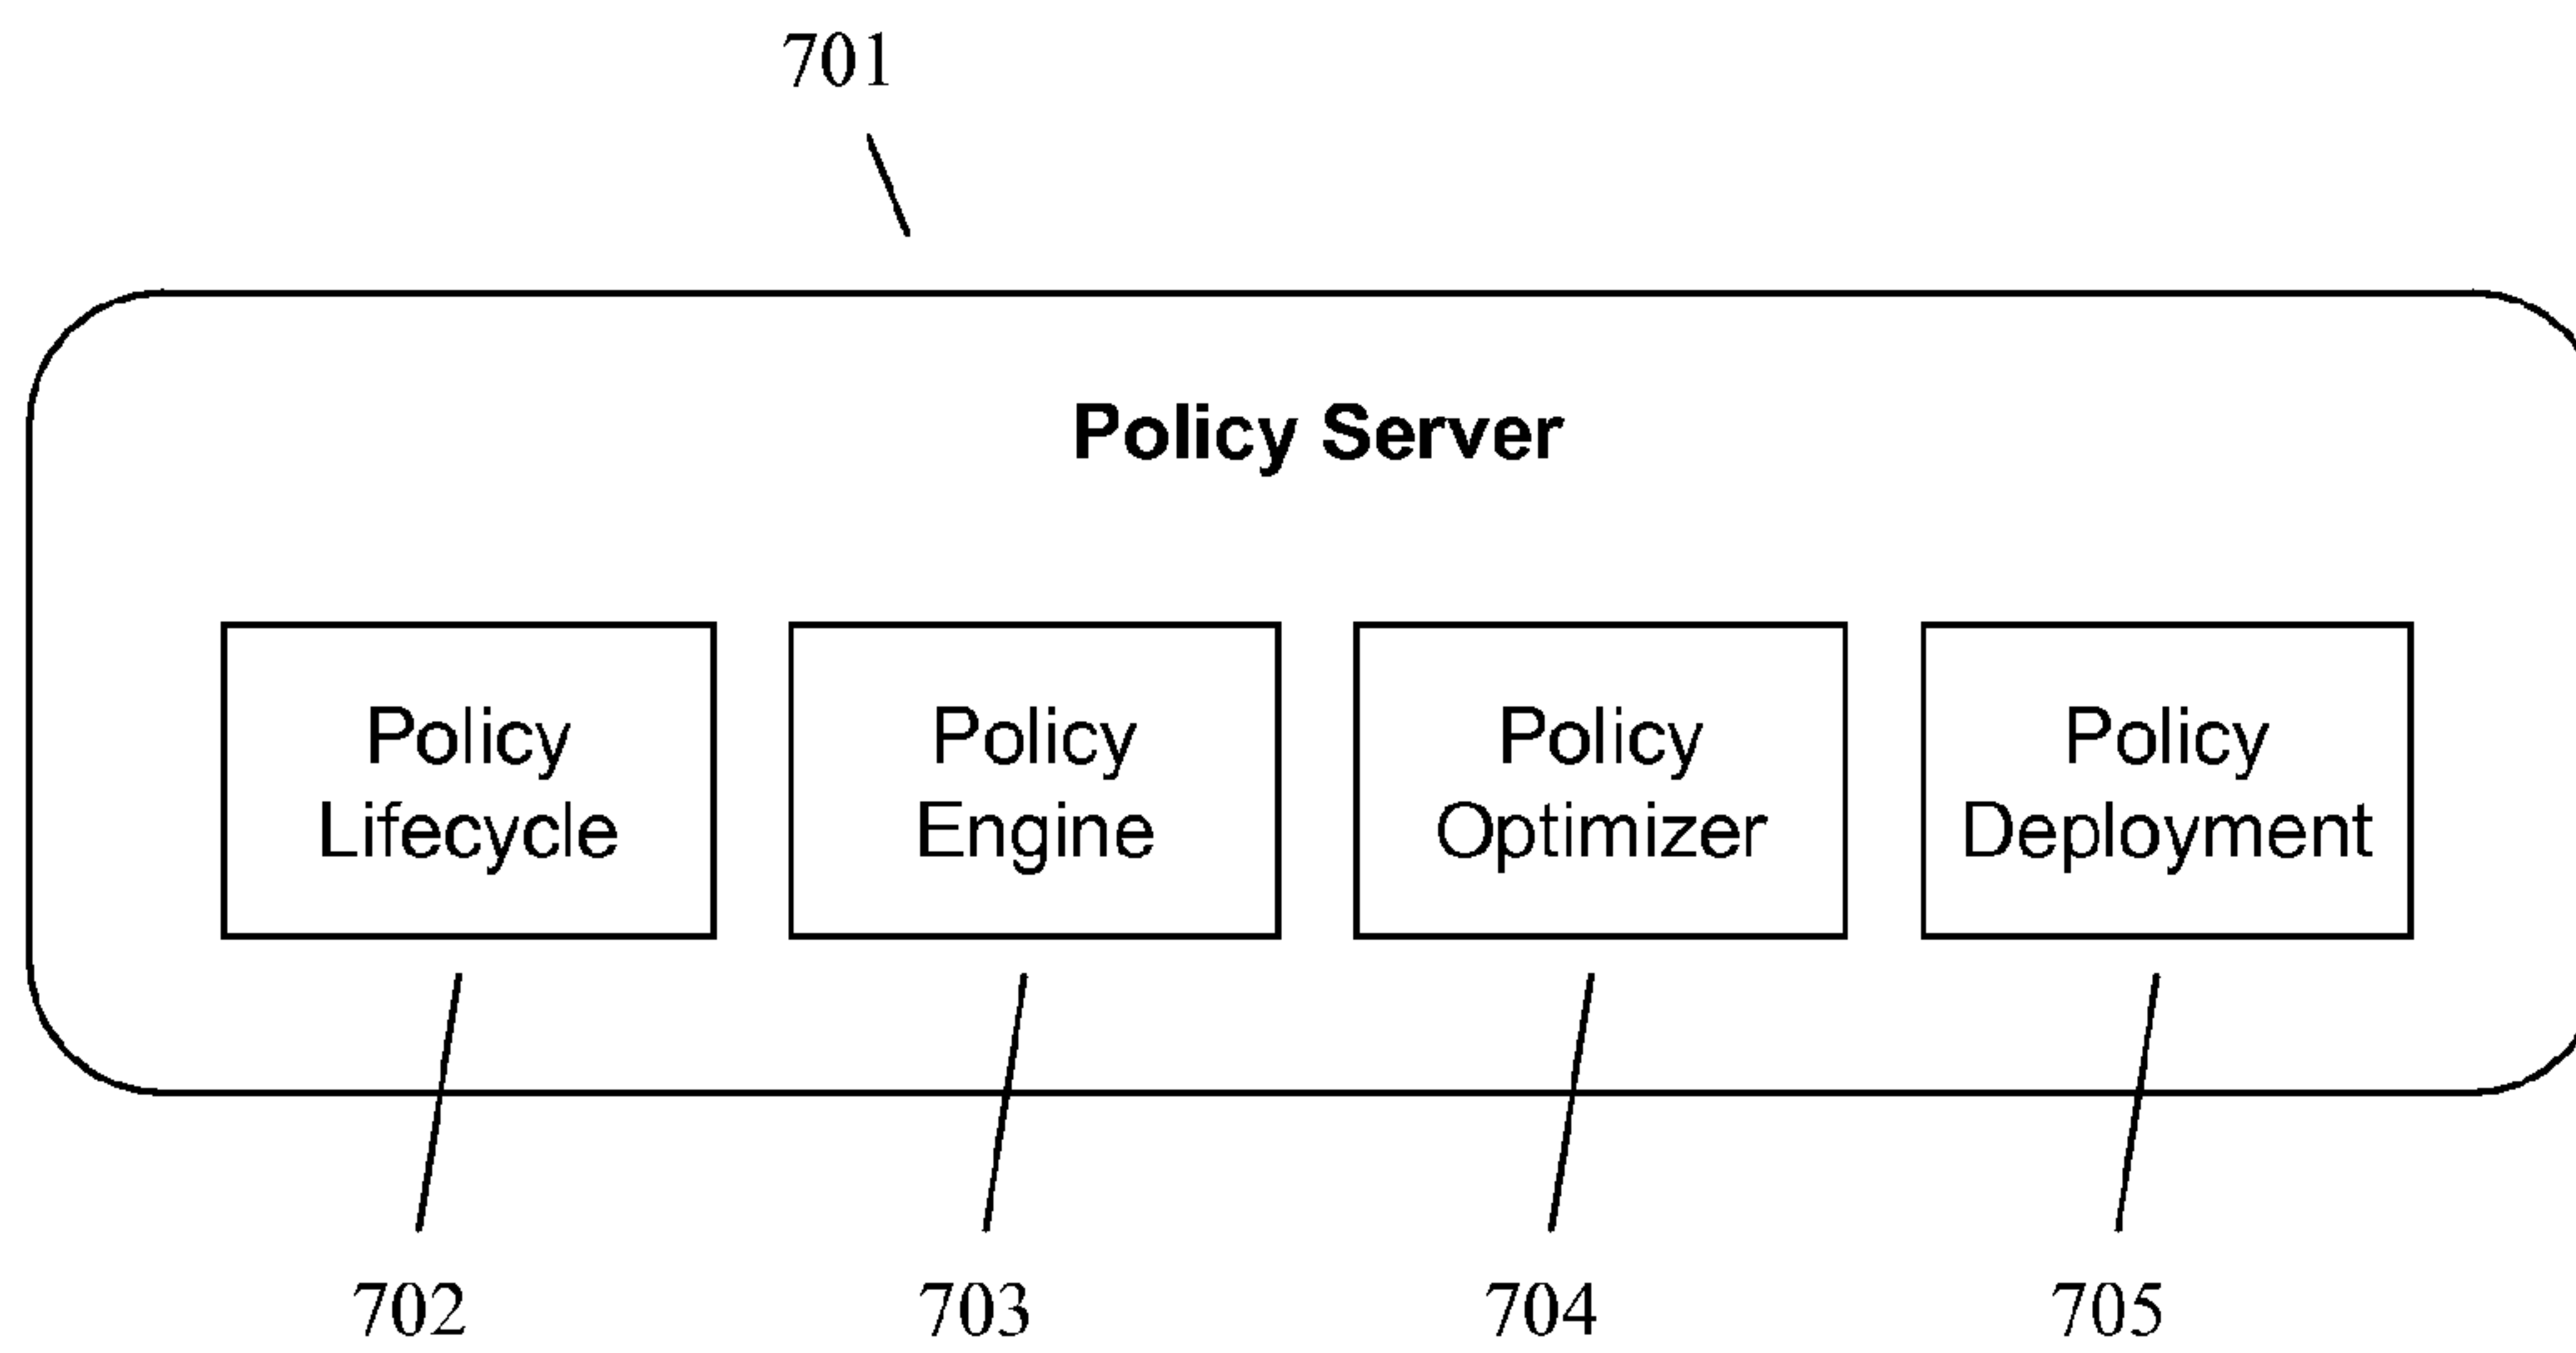 701
Policy Server
Policy
Lifecycle
Policy
Engine
Policy
Optimizer
Policy
Deployment
702
703
704
705